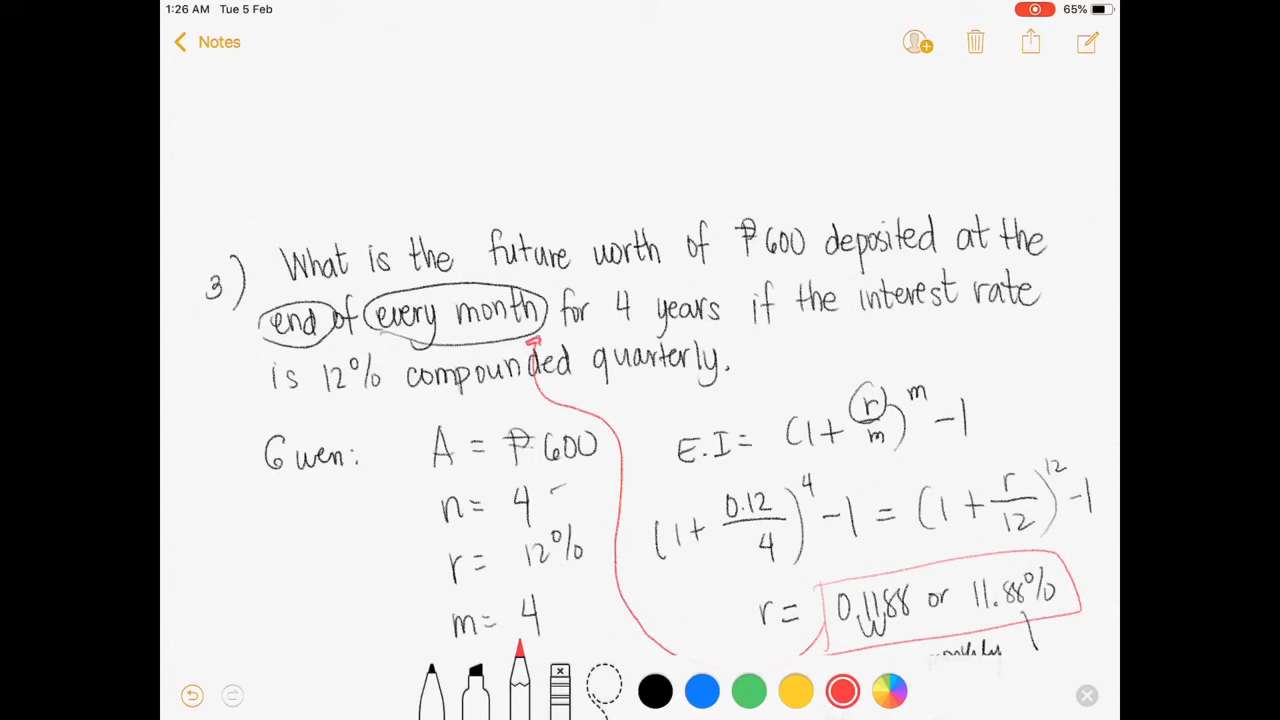 1:26 AM Tue 5 Feb
65%
Notes
3) What is the future worth of ₱600 deposited at the
end of every month for 4 years if the interest rate
is 12% compounded quarterly.
Given:
A = ₱600
n = 4
r = 12%
m = 4
E.I = (1 + r/m)^m - 1
(1 + 0.12/4)^4 - 1 = (1 + r/12)^12 - 1
r = 0.1188 or 11.88%